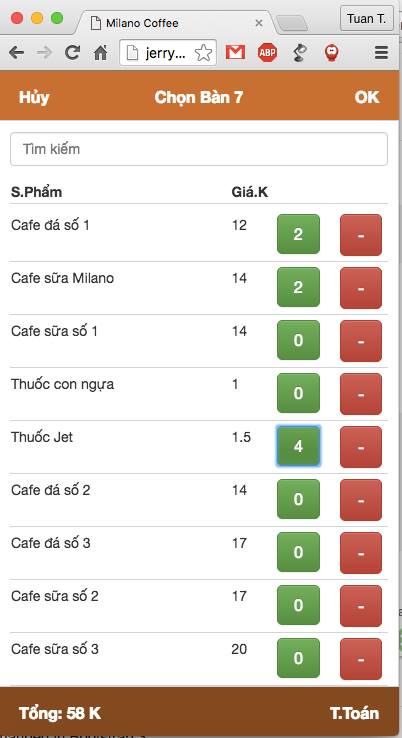 Milano Coffee
Tuan T.
jerry...
ABP
Hủy Chọn Bàn 7 OK
Tìm kiếm
S.Phẩm Giá.K
Cafe đá số 1 12 2 -
Cafe sữa Milano 14 2 -
Cafe sữa số 1 14 0 -
Thuốc con ngựa 1 0 -
Thuốc Jet 1.5 4 -
Cafe đá số 2 14 0 -
Cafe đá số 3 17 0 -
Cafe sữa số 2 17 0 -
Cafe sữa số 3 20 0 -
Tổng: 58 K T.Toán